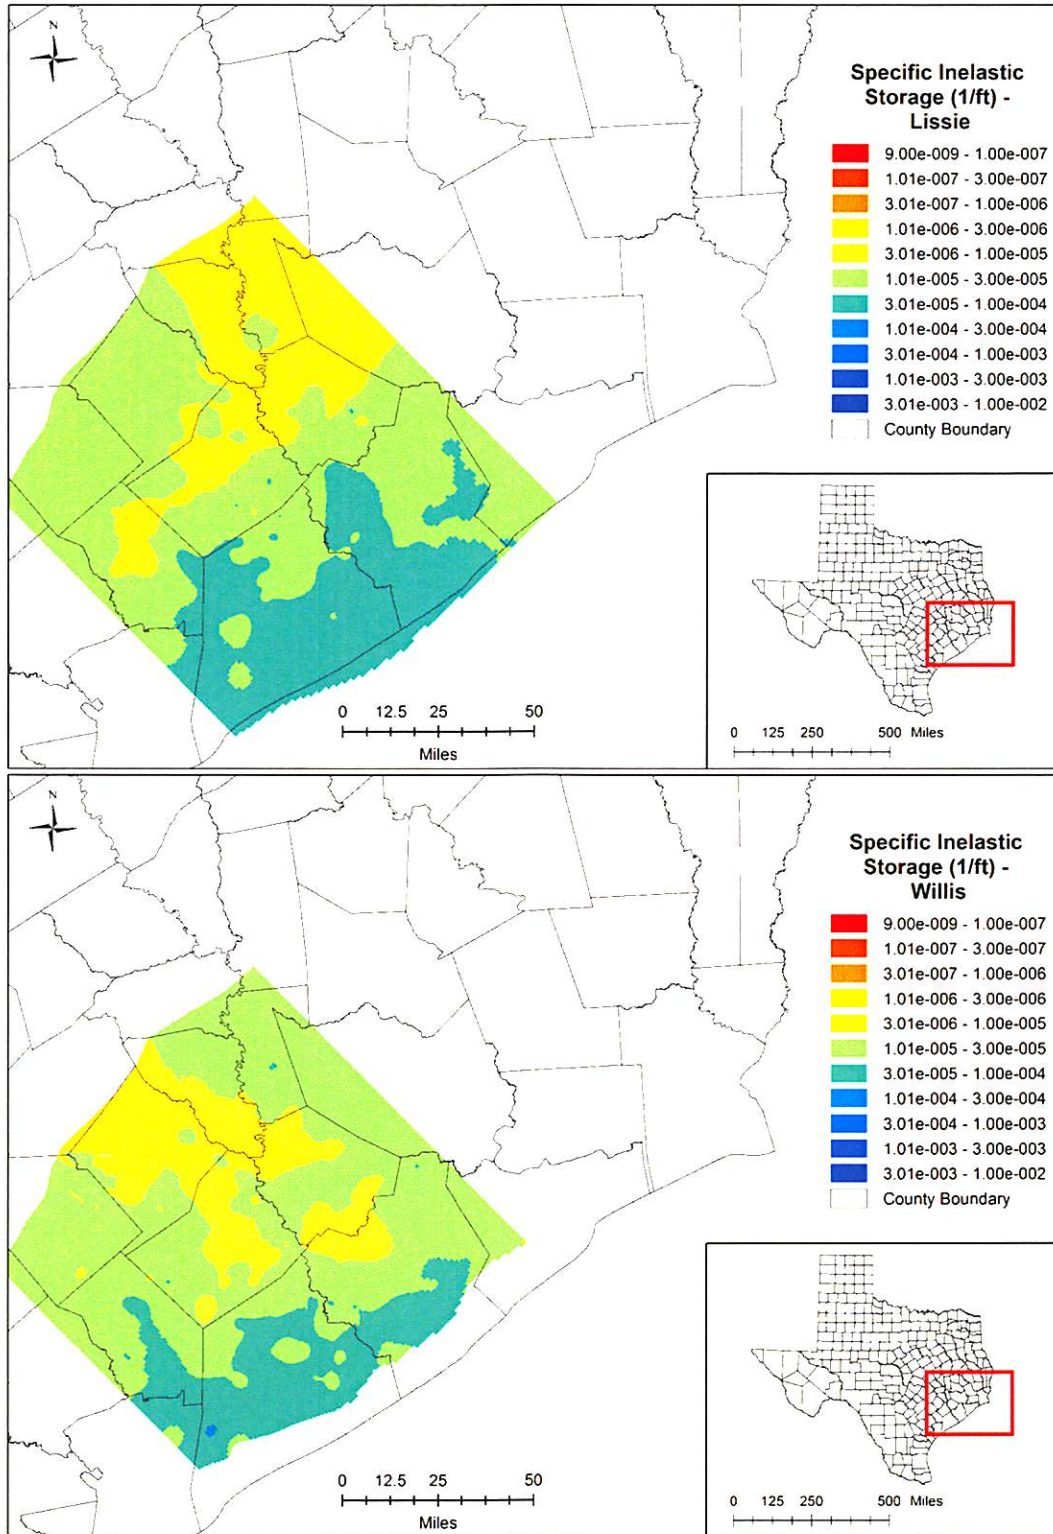 N
Specific Inelastic
Storage (1/ft) -
Lissie
9.00e-009 - 1.00e-007
1.01e-007 - 3.00e-007
3.01e-007 - 1.00e-006
1.01e-006 - 3.00e-006
3.01e-006 - 1.00e-005
1.01e-005 - 3.00e-005
3.01e-005 - 1.00e-004
1.01e-004 - 3.00e-004
3.01e-004 - 1.00e-003
1.01e-003 - 3.00e-003
3.01e-003 - 1.00e-002
County Boundary
0 12.5 25 50
Miles
0 125 250 500 Miles
N
Specific Inelastic
Storage (1/ft) -
Willis
9.00e-009 - 1.00e-007
1.01e-007 - 3.00e-007
3.01e-007 - 1.00e-006
1.01e-006 - 3.00e-006
3.01e-006 - 1.00e-005
1.01e-005 - 3.00e-005
3.01e-005 - 1.00e-004
1.01e-004 - 3.00e-004
3.01e-004 - 1.00e-003
1.01e-003 - 3.00e-003
3.01e-003 - 1.00e-002
County Boundary
0 12.5 25 50
Miles
0 125 250 500 Miles